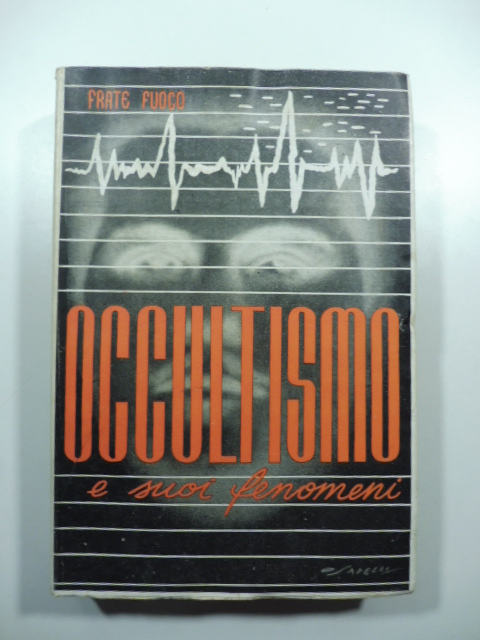 FRATE FUOCO
OCCULTISMO
e suoi fenomeni